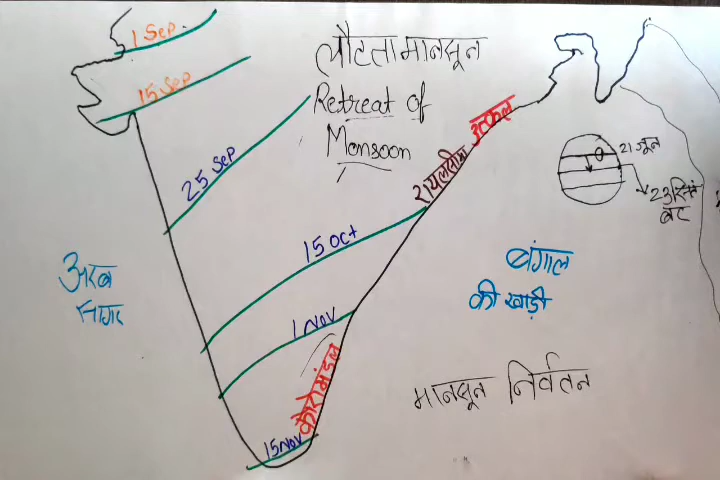 1 Sep
लौटता मानसून
15 Sep
Retreat of
Monsoon
उत्कल
रायलसीमा
25 Sep
21 जून
15 Oct
बंगाल
की खाड़ी
अरब
सागर
1 Nov
कोरोमंडल
मानसून निर्वतन
15 Nov